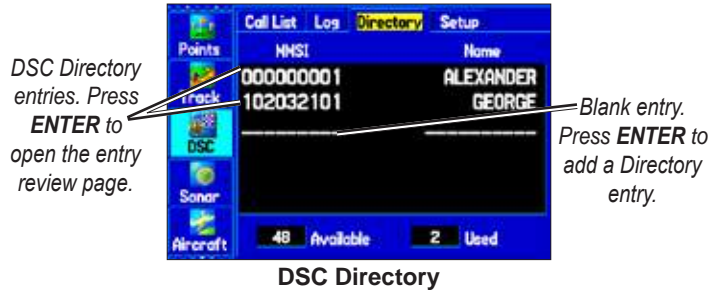 Call List Log Directory Setup
Points
MMSI Name
000000001 ALEXANDER
Track
102032101 GEORGE
DSC
_________ _________
Sonar
Aircraft
48 Available 2 Used
DSC Directory
entries. Press
ENTER to
open the entry
review page.
Blank entry.
Press ENTER to
add a Directory
entry.
DSC Directory